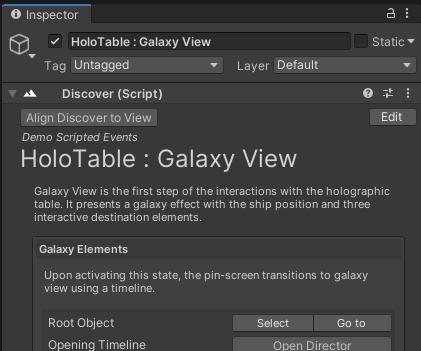 Inspector
HoloTable : Galaxy View
Static
Tag Untagged Layer Default
Discover (Script)
Align Discover to View Edit
Demo Scripted Events
HoloTable : Galaxy View
Galaxy View is the first step of the interactions with the holographic
table. It presents a galaxy effect with the ship position and three
interactive destination elements.
Galaxy Elements
Upon activating this state, the pin-screen transitions to galaxy
view using a timeline.
Root Object Select Go to
Opening Timeline Open Director